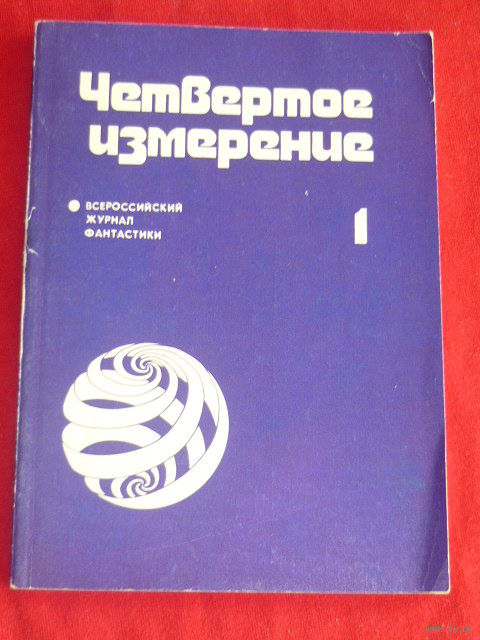 Четвертое
измерение
ВСЕРОССИЙСКИЙ
ЖУРНАЛ
ФАНТАСТИКИ
1